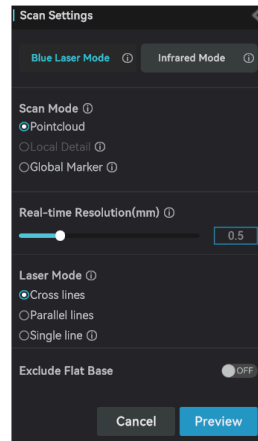 Scan Settings
Blue Laser Mode ⓘ Infrared Mode ⓘ
Scan Mode ⓘ
Pointcloud
Local Detail ⓘ
Global Marker ⓘ
Real-time Resolution(mm) ⓘ
0.5
Laser Mode ⓘ
Cross lines
Parallel lines
Single line ⓘ
Exclude Flat Base OFF
Cancel Preview